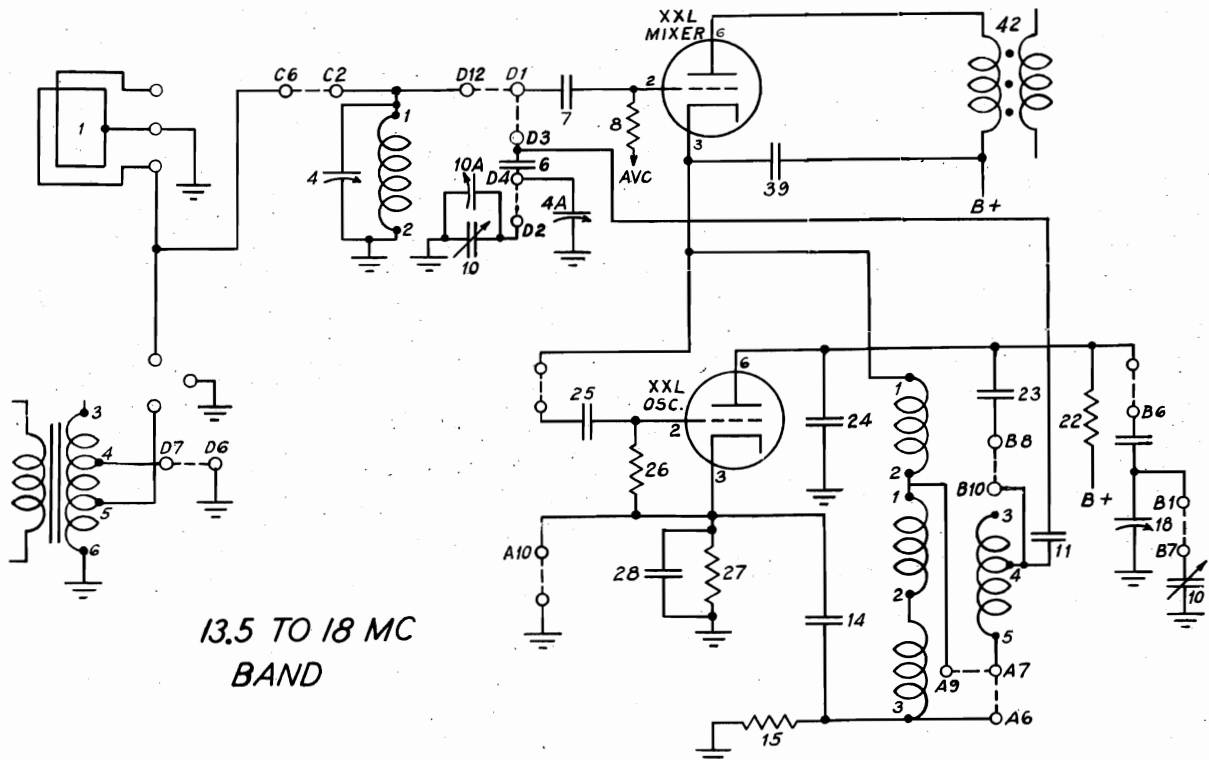 XXL
MIXER
6
42
C6
C2
D12
D1
2
1
1
7
8
D3
3
4
10A
6
AVC
39
D4
4A
B+
2
D2
10
6
XXL
OSC.
1
25
24
23
22
B6
3
2
B8
4
D7
D6
26
2
B10
B+
B1
5
3
1
3
18
11
A10
B7
6
28
27
4
10
2
14
5
13.5 TO 18 MC
BAND
A9
A7
3
A6
15